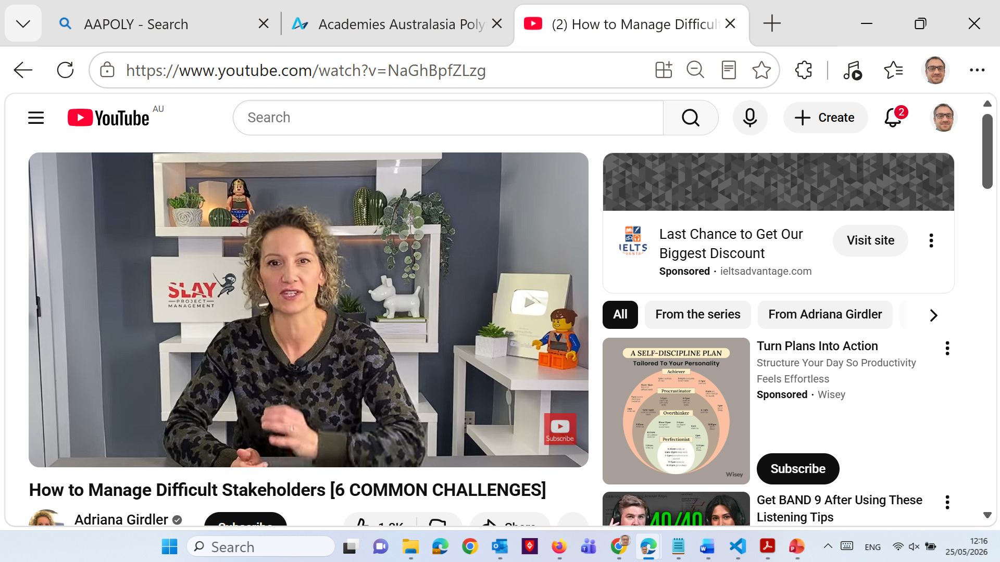 AAPOLY - Search
Academies Australasia Poly
(2) How to Manage Difficult
https://www.youtube.com/watch?v=NaGhBpfZLzg
YouTube AU
Search
Create
2
SLAY
PROJECT
MANAGEMENT
Subscribe
IELTS
Last Chance to Get Our
Biggest Discount
Sponsored · ieltsadvantage.com
Visit site
All
From the series
From Adriana Girdler
A SELF-DISCIPLINE PLAN
Tailored To Your Personality
Achiever
Procrastinator
Overthinker
Perfectionist
Wisey
Turn Plans Into Action
Structure Your Day So Productivity
Feels Effortless
Sponsored · Wisey
Subscribe
How to Manage Difficult Stakeholders [6 COMMON CHALLENGES]
Adriana Girdler
Subscribe
Share
40/40
Get BAND 9 After Using These
Listening Tips
Search
ENG
12:16
25/05/2026